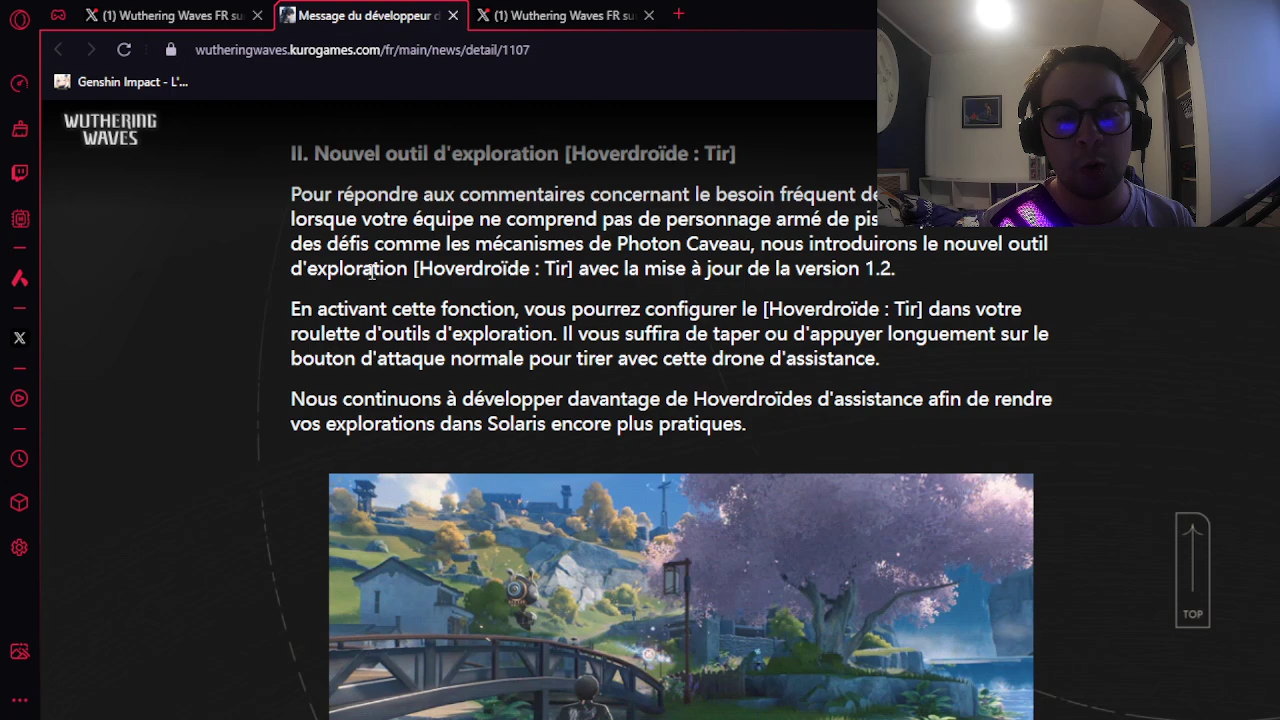 (1) Wuthering Waves FR su
Message du développeur d
(1) Wuthering Waves FR su
wutheringwaves.kurogames.com/fr/main/news/detail/1107
Genshin Impact - L'...
WUTHERING
WAVES
II. Nouvel outil d'exploration [Hoverdroïde : Tir]
Pour répondre aux commentaires concernant le besoin fréquent de
lorsque votre équipe ne comprend pas de personnage armé de pis
des défis comme les mécanismes de Photon Caveau, nous introduirons le nouvel outil
d'exploration [Hoverdroïde : Tir] avec la mise à jour de la version 1.2.
En activant cette fonction, vous pourrez configurer le [Hoverdroïde : Tir] dans votre
roulette d'outils d'exploration. Il vous suffira de taper ou d'appuyer longuement sur le
bouton d'attaque normale pour tirer avec cette drone d'assistance.
Nous continuons à développer davantage de Hoverdroïdes d'assistance afin de rendre
vos explorations dans Solaris encore plus pratiques.
TOP